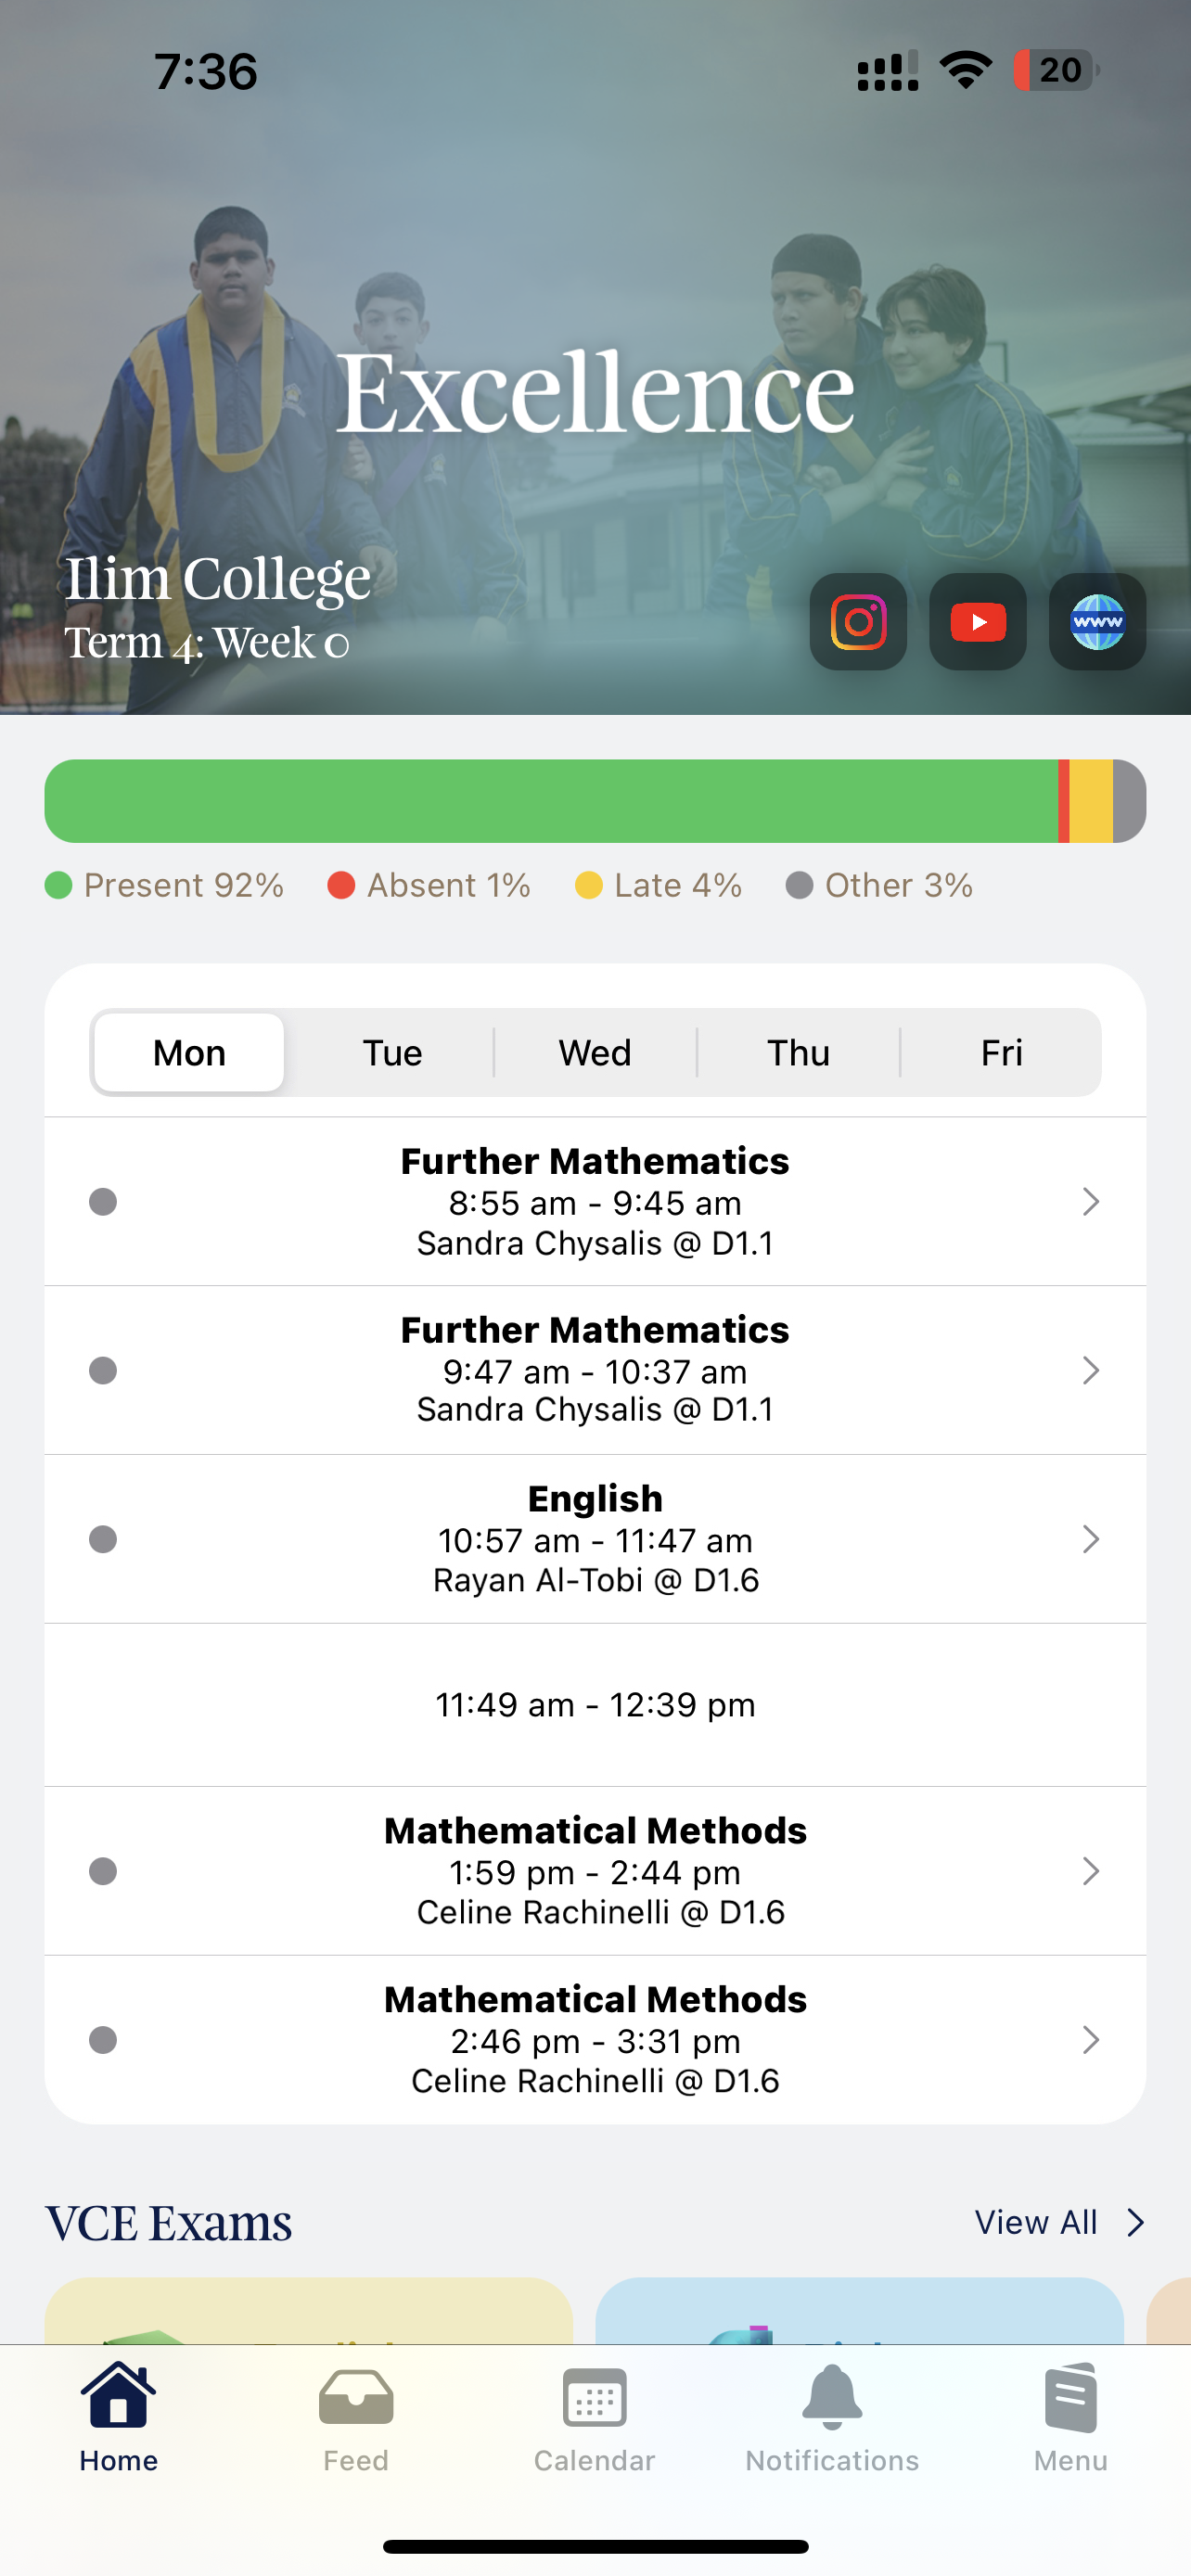 7:36
20
Excellence
Ilim College
Term 4: Week 0
www
Present 92%
Absent 1%
Late 4%
Other 3%
Mon
Tue
Wed
Thu
Fri
Further Mathematics
8:55 am - 9:45 am
Sandra Chysalis @ D1.1
Further Mathematics
9:47 am - 10:37 am
Sandra Chysalis @ D1.1
English
10:57 am - 11:47 am
Rayan Al-Tobi @ D1.6
11:49 am - 12:39 pm
Mathematical Methods
1:59 pm - 2:44 pm
Celine Rachinelli @ D1.6
Mathematical Methods
2:46 pm - 3:31 pm
Celine Rachinelli @ D1.6
VCE Exams
View All
Home
Feed
Calendar
Notifications
Menu